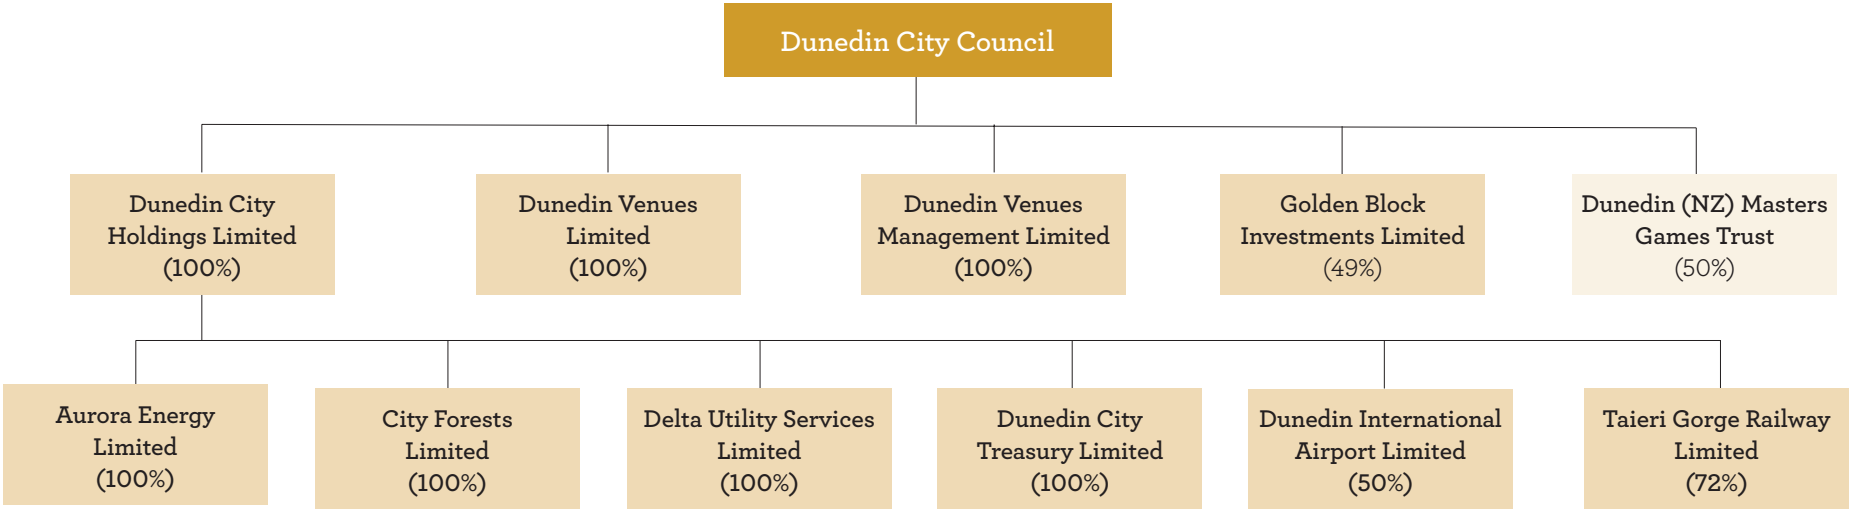 Dunedin City Council
Dunedin City
Holdings Limited
(100%)
Dunedin Venues
Limited
(100%)
Dunedin Venues
Management Limited
(100%)
Golden Block
Investments Limited
(49%)
Dunedin (NZ) Masters
Games Trust
(50%)
Aurora Energy
Limited
(100%)
City Forests
Limited
(100%)
Delta Utility Services
Limited
(100%)
Dunedin City
Treasury Limited
(100%)
Dunedin International
Airport Limited
(50%)
Taieri Gorge Railway
Limited
(72%)